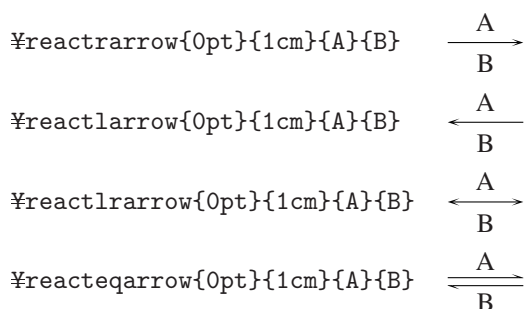 ¥reactrarrow{0pt}{1cm}{A}{B} A
B
¥reactlarrow{0pt}{1cm}{A}{B} A
B
¥reactlrarrow{0pt}{1cm}{A}{B} A
B
¥reacteqarrow{0pt}{1cm}{A}{B} A
B